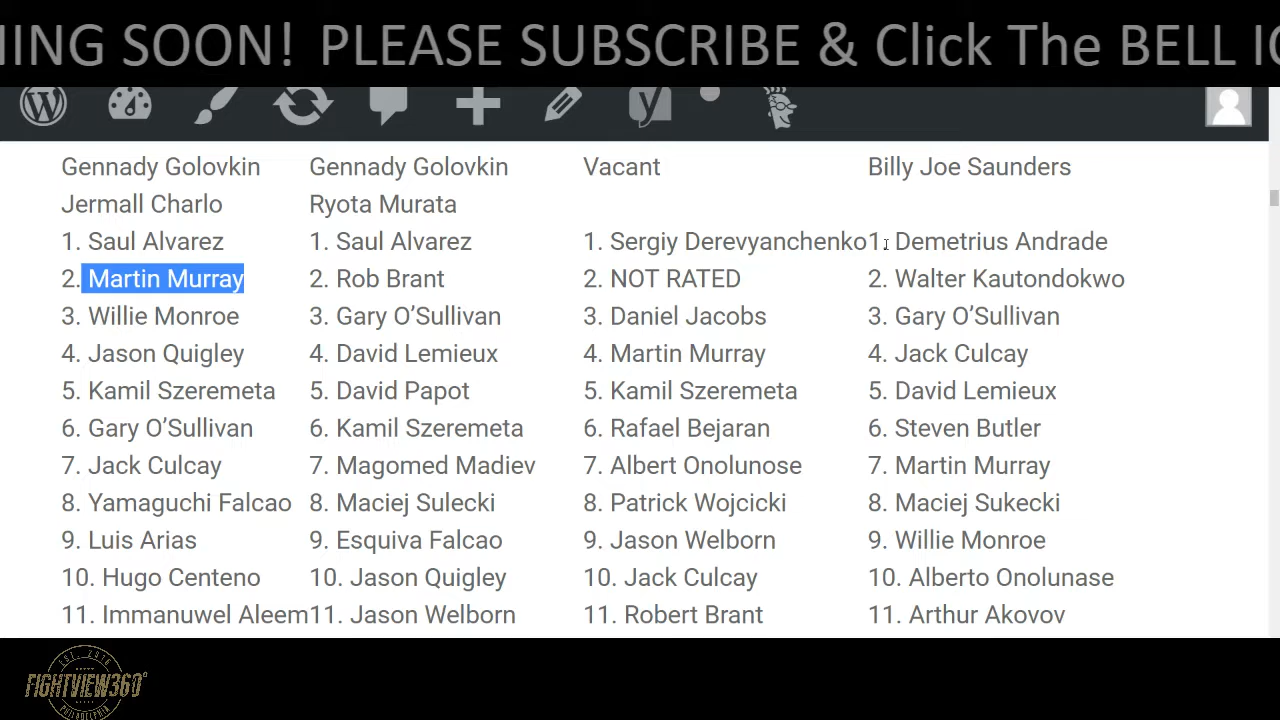 NING SOON! PLEASE SUBSCRIBE & Click The BELL IC
Gennady Golovkin Gennady Golovkin Vacant Billy Joe Saunders
Jermall Charlo Ryota Murata
1. Saul Alvarez 1. Saul Alvarez 1. Sergiy Derevyanchenko 1. Demetrius Andrade
2. Martin Murray 2. Rob Brant 2. NOT RATED 2. Walter Kautondokwo
3. Willie Monroe 3. Gary O’Sullivan 3. Daniel Jacobs 3. Gary O’Sullivan
4. Jason Quigley 4. David Lemieux 4. Martin Murray 4. Jack Culcay
5. Kamil Szeremeta 5. David Papot 5. Kamil Szeremeta 5. David Lemieux
6. Gary O’Sullivan 6. Kamil Szeremeta 6. Rafael Bejaran 6. Steven Butler
7. Jack Culcay 7. Magomed Madiev 7. Albert Onolunose 7. Martin Murray
8. Yamaguchi Falcao 8. Maciej Sulecki 8. Patrick Wojcicki 8. Maciej Sukecki
9. Luis Arias 9. Esquiva Falcao 9. Jason Welborn 9. Willie Monroe
10. Hugo Centeno 10. Jason Quigley 10. Jack Culcay 10. Alberto Onolunase
11. Immanuwel Aleem 11. Jason Welborn 11. Robert Brant 11. Arthur Akovov
EST. 2016
FIGHTVIEW360°
PHILADELPHIA